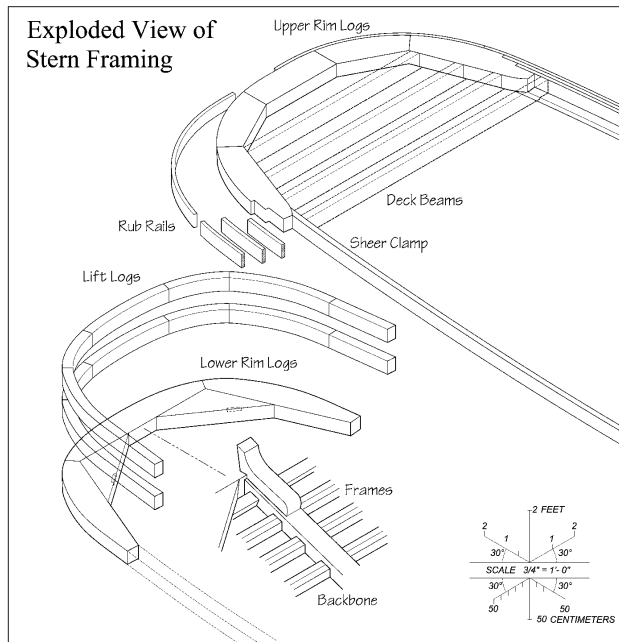 Exploded View of
Stern Framing
Upper Rim Logs
Deck Beams
Rub Rails
Sheer Clamp
Lift Logs
Lower Rim Logs
Frames
Backbone
2 FEET
2 1 1 2
30° 30°
SCALE 3/4" = 1'- 0"
30° 30°
50 50
50 CENTIMETERS